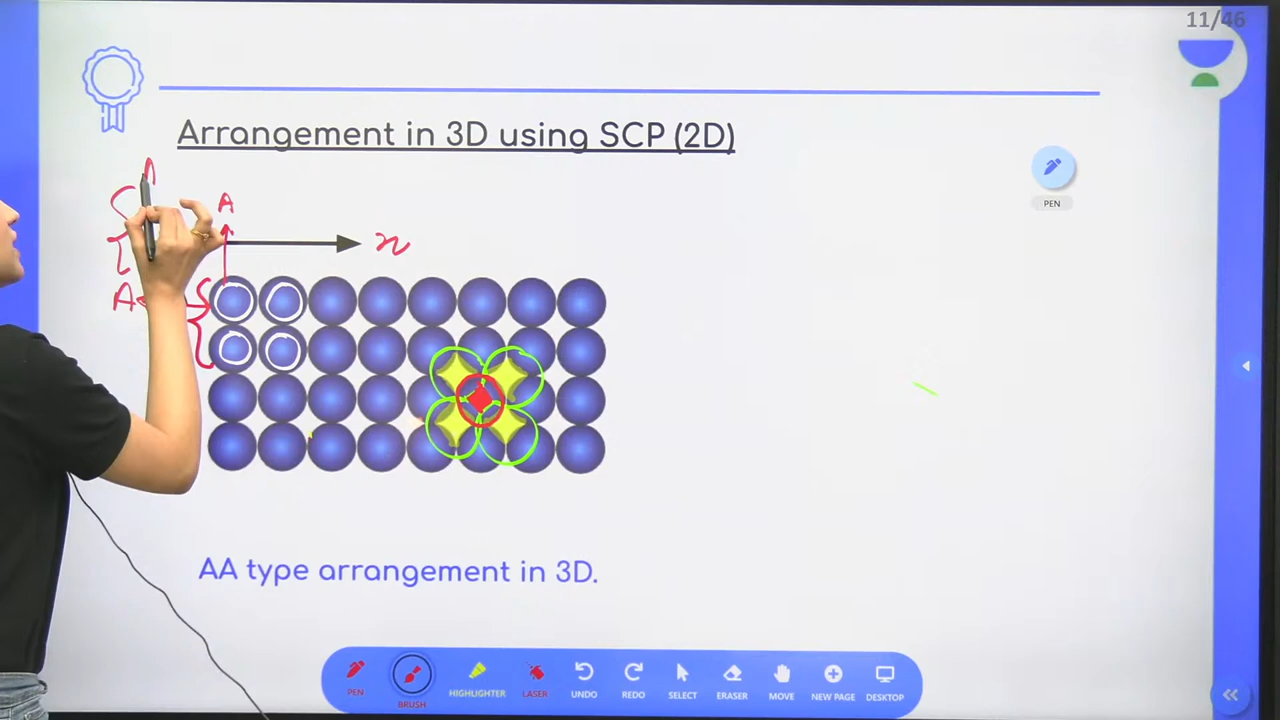 11/46
Arrangement in 3D using SCP (2D)
PEN
A
x
A
AA type arrangement in 3D.
PEN
BRUSH
HIGHLIGHTER
LASER
UNDO
REDO
SELECT
ERASER
MOVE
NEW PAGE
DESKTOP